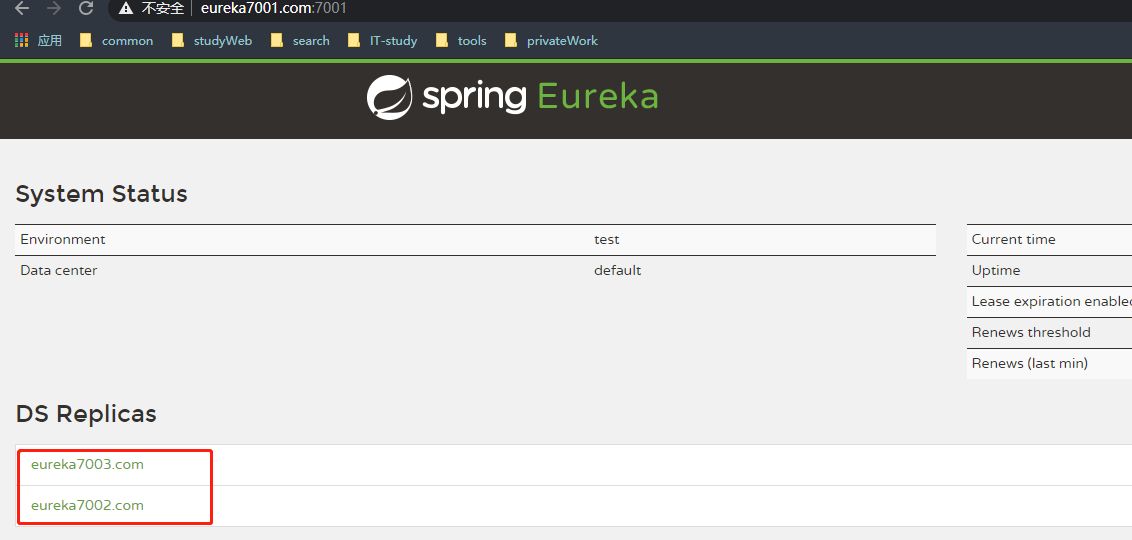 不安全 eureka7001.com:7001
应用 common studyWeb search IT-study tools privateWork
spring Eureka
System Status
Environment test
Data center default
Current time
Uptime
Lease expiration enabled
Renews threshold
Renews (last min)
DS Replicas
eureka7003.com
eureka7002.com